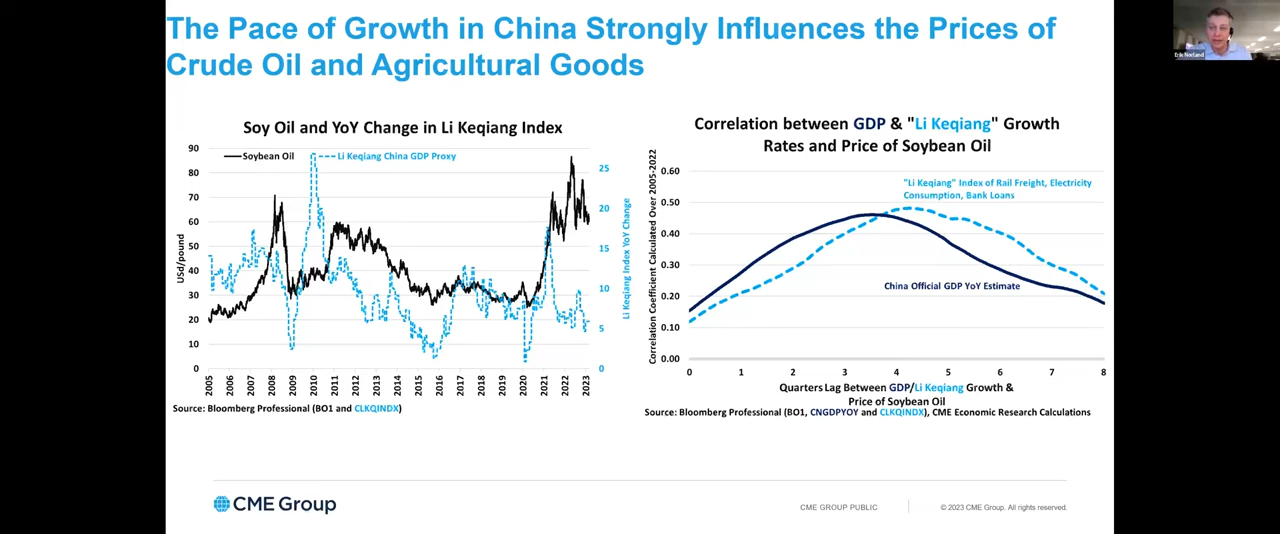 The Pace of Growth in China Strongly Influences the Prices of
Crude Oil and Agricultural Goods
Erik Norland
Soy Oil and YoY Change in Li Keqiang Index
Soybean Oil
Li Keqiang China GDP Proxy
USd/pound
90
80
70
60
50
40
30
20
10
0
25
20
15
10
5
0
Li Keqiang Index YoY Change
2005 2006 2007 2008 2009 2010 2011 2012 2013 2014 2015 2016 2017 2018 2019 2020 2021 2022 2023
Source: Bloomberg Professional (BO1 and CLKQINDX)
Correlation between GDP & "Li Keqiang" Growth
Rates and Price of Soybean Oil
Correlation Coefficient Calculated Over 2005-2022
0.60
0.50
0.40
0.30
0.20
0.10
0.00
"Li Keqiang" Index of Rail Freight, Electricity
Consumption, Bank Loans
China Official GDP YoY Estimate
0 1 2 3 4 5 6 7 8
Quarters Lag Between GDP/Li Keqiang Growth &
Price of Soybean Oil
Source: Bloomberg Professional (BO1, CNGDPYOY and CLKQINDX), CME Economic Research Calculations
CME Group
CME GROUP PUBLIC
© 2023 CME Group. All rights reserved.